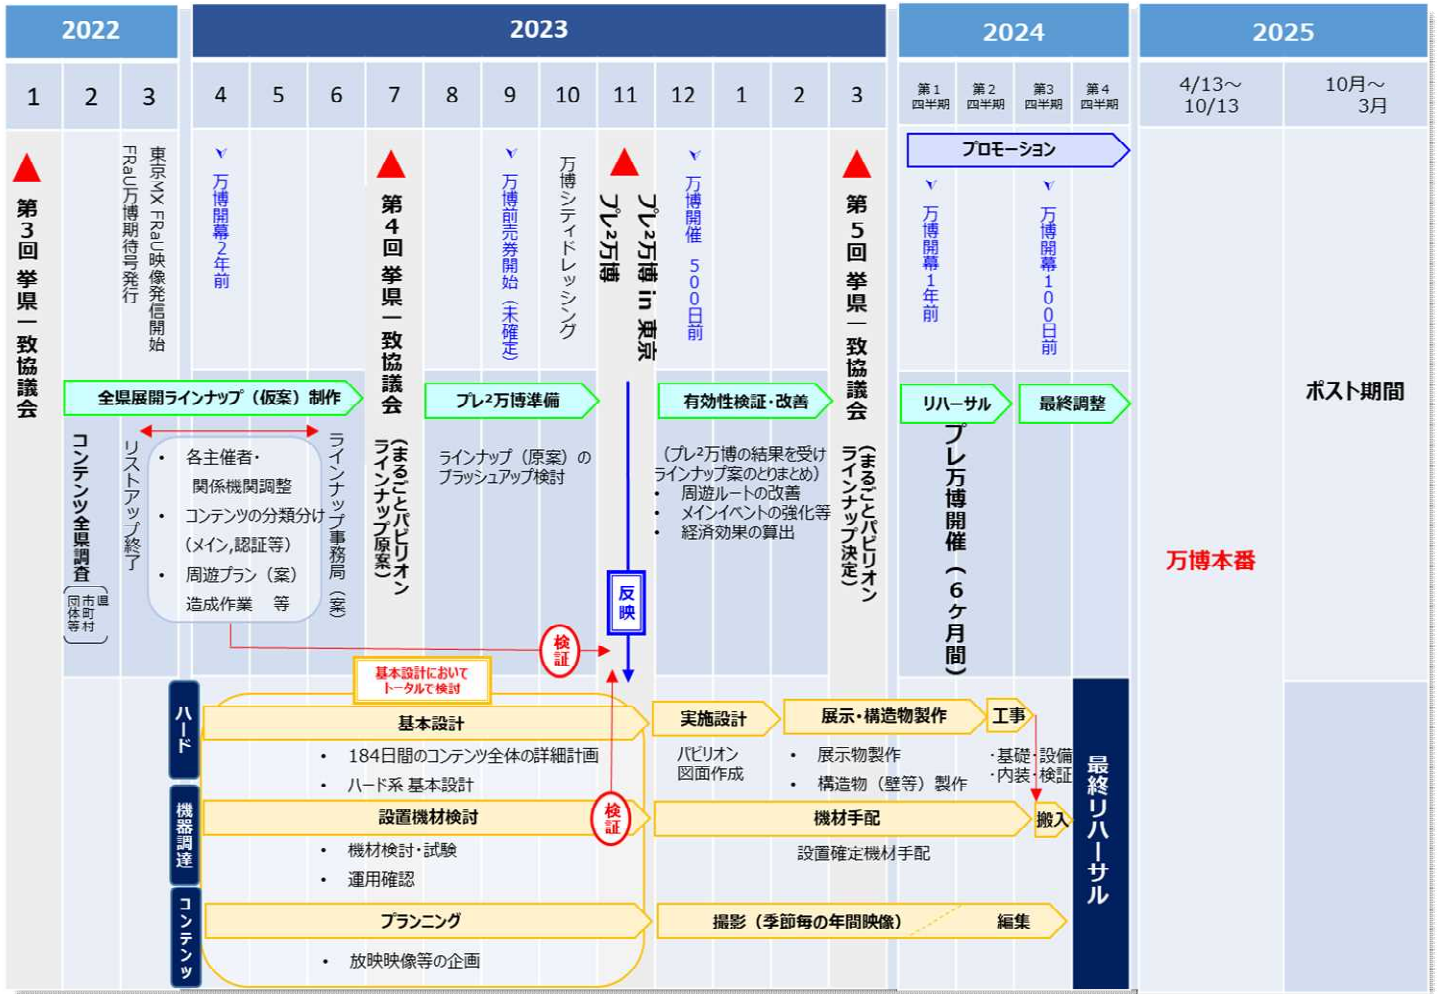 2022
2023
2024
2025
1
2
3
4
5
6
7
8
9
10
11
12
1
2
3
第1
四半期
第2
四半期
第3
四半期
第4
四半期
4/13～
10/13
10月～
3月
第3回 挙県一致協議会
東京MX FRaU映像発信開始
FRaU万博期待号発行
万博開幕2年前
第4回 挙県一致協議会
(まるごとパビリオン
ラインナップ原案)
万博前売券開始（未確定）
万博シティドレッシング
プレ²万博 in 東京
プレ²万博
万博開催 500日前
第5回 挙県一致協議会
(まるごとパビリオン
ラインナップ決定)
プロモーション
万博開幕1年前
万博開幕100日前
全県展開ラインナップ（仮案）制作
プレ²万博準備
有効性検証・改善
リハーサル
最終調整
ポスト期間
コンテンツ全県調査
県
市町村
団体等
リストアップ終了
• 各主催者・
関係機関調整
• コンテンツの分類分け
（メイン,認証等）
• 周遊プラン（案）
造成作業 等
ラインナップ事務局（案）
ラインナップ（原案）の
ブラッシュアップ検討
（プレ²万博の結果を受け
ラインナップ案のとりまとめ）
• 周遊ルートの改善
• メインイベントの強化等
• 経済効果の算出
プレ万博開催（6ヶ月間）
万博本番
反映
検証
基本設計において
トータルで検討
ハード
基本設計
実施設計
展示・構造物製作
工事
• 184日間のコンテンツ全体の詳細計画
• ハード系 基本設計
パビリオン
図面作成
• 展示物製作
• 構造物（壁等）製作
・基礎・設備
・内装・検証
機器調達
設置機材検討
検証
機材手配
搬入
• 機材検討・試験
• 運用確認
設置確定機材手配
コンテンツ
プランニング
撮影（季節毎の年間映像）
編集
• 放映映像等の企画
最終リハーサル